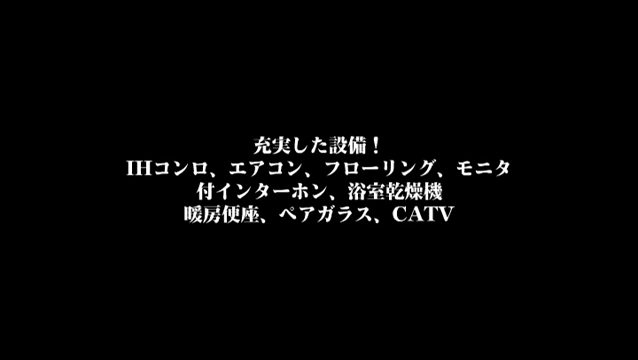 充実した設備！
IHコンロ、エアコン、フローリング、モニタ
付インターホン、浴室乾燥機
暖房便座、ペアガラス、CATV